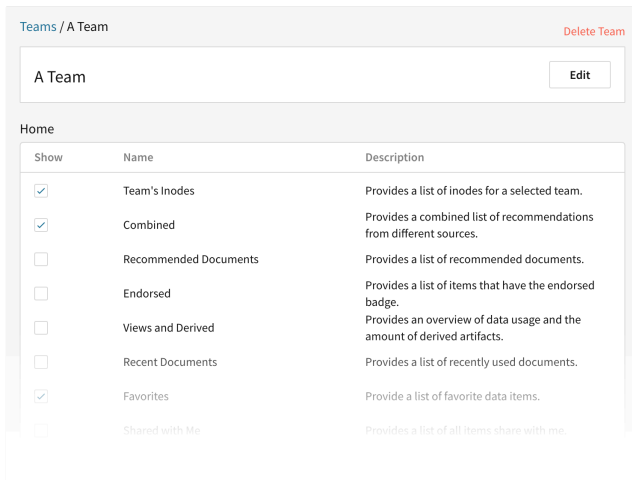 Teams / A Team
Delete Team
A Team
Edit
Home
Show Name Description
Team's Inodes Provides a list of inodes for a selected team.
Combined Provides a combined list of recommendations
from different sources.
Recommended Documents Provides a list of recommended documents.
Endorsed Provides a list of items that have the endorsed
badge.
Views and Derived Provides an overview of data usage and the
amount of derived artifacts.
Recent Documents Provides a list of recently used documents.
Favorites Provide a list of favorite data items.
Shared with Me Provides a list of all items share with me.